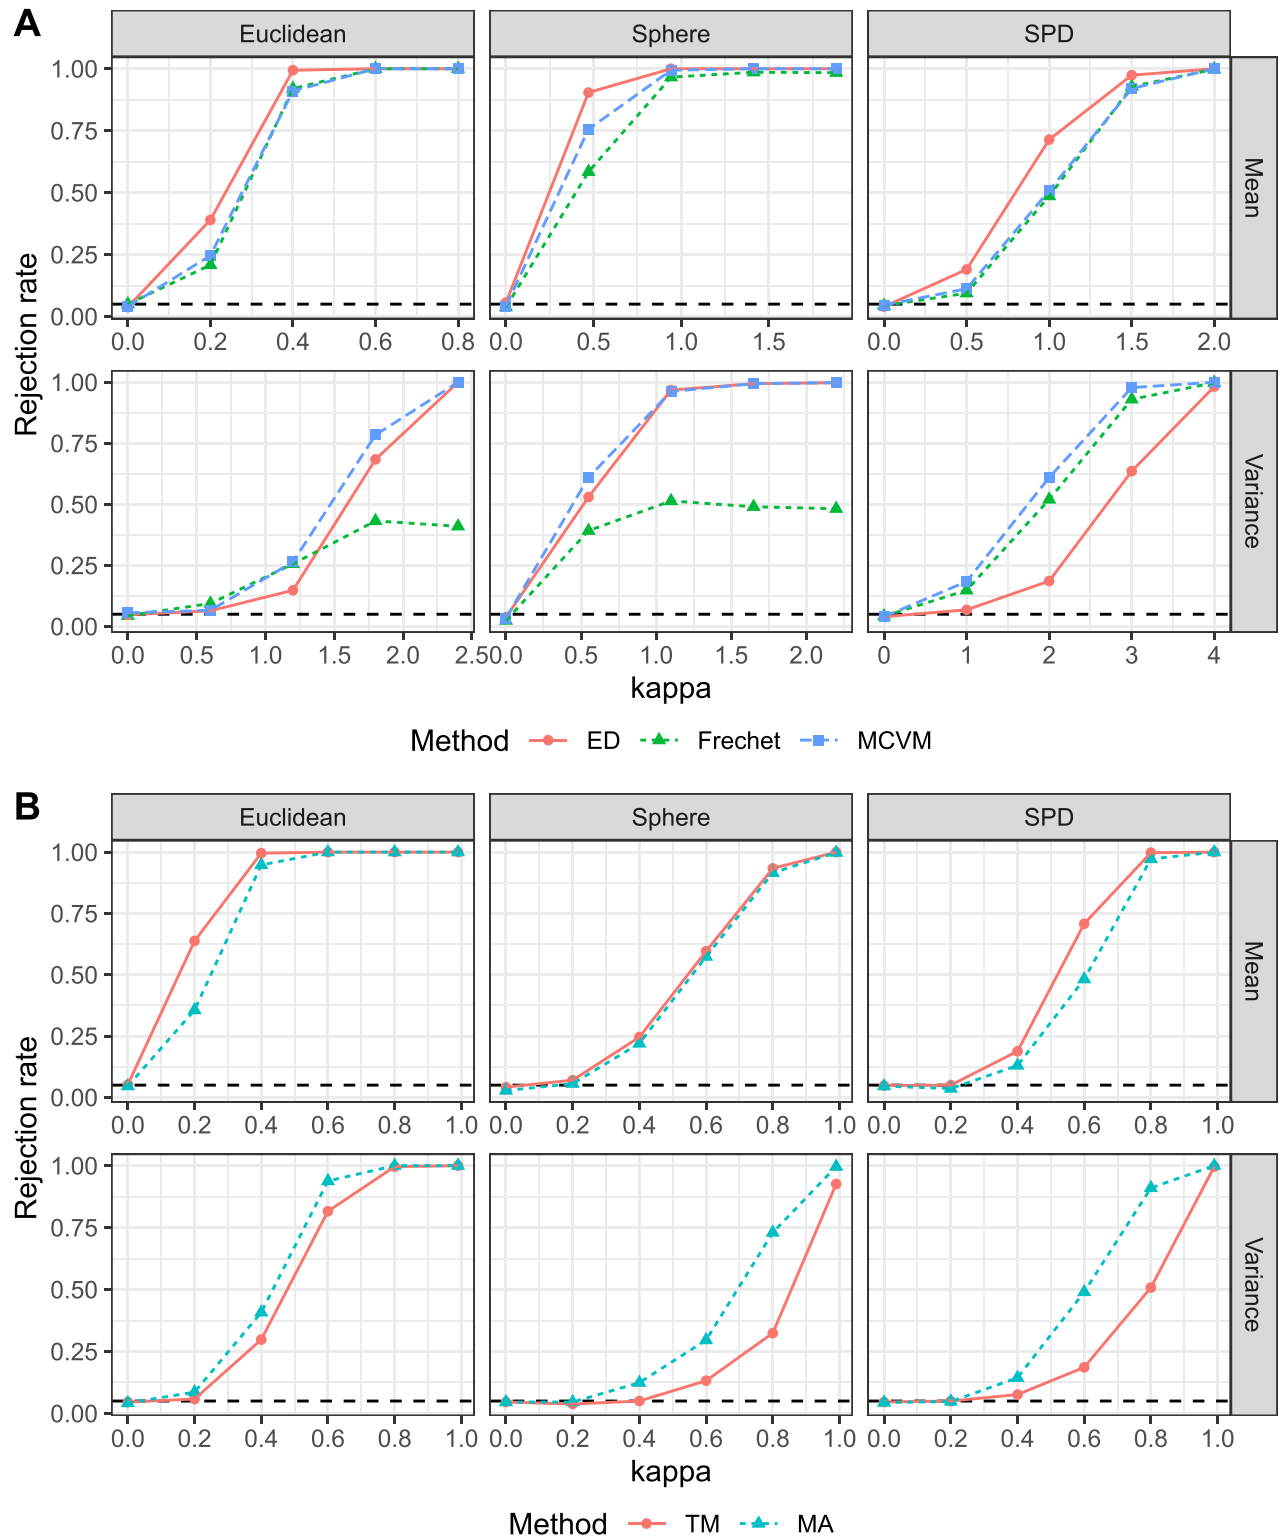 A
Euclidean
Sphere
SPD
1.00
0.75
0.50
0.25
0.00
Mean
0.0 0.2 0.4 0.6 0.8
0.0 0.5 1.0 1.5
0.0 0.5 1.0 1.5 2.0
Rejection rate
1.00
0.75
0.50
0.25
0.00
Variance
0.0 0.5 1.0 1.5 2.0 2.5
0.0 0.5 1.0 1.5 2.0
0 1 2 3 4
kappa
Method ED Frechet MCVM
B
Euclidean
Sphere
SPD
1.00
0.75
0.50
0.25
0.00
Mean
0.0 0.2 0.4 0.6 0.8 1.0
0.0 0.2 0.4 0.6 0.8 1.0
0.0 0.2 0.4 0.6 0.8 1.0
Rejection rate
1.00
0.75
0.50
0.25
0.00
Variance
0.0 0.2 0.4 0.6 0.8 1.0
0.0 0.2 0.4 0.6 0.8 1.0
0.0 0.2 0.4 0.6 0.8 1.0
kappa
Method TM MA